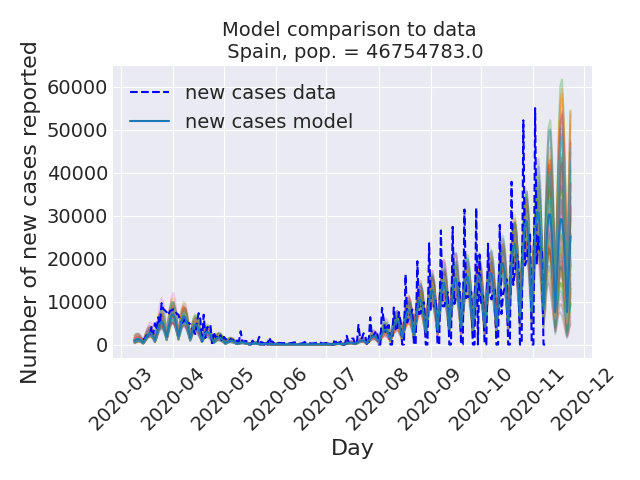 Model comparison to data
Spain, pop. = 46754783.0
Number of new cases reported
60000
50000
40000
30000
20000
10000
0
new cases data
new cases model
2020-03
2020-04
2020-05
2020-06
2020-07
2020-08
2020-09
2020-10
2020-11
2020-12
Day